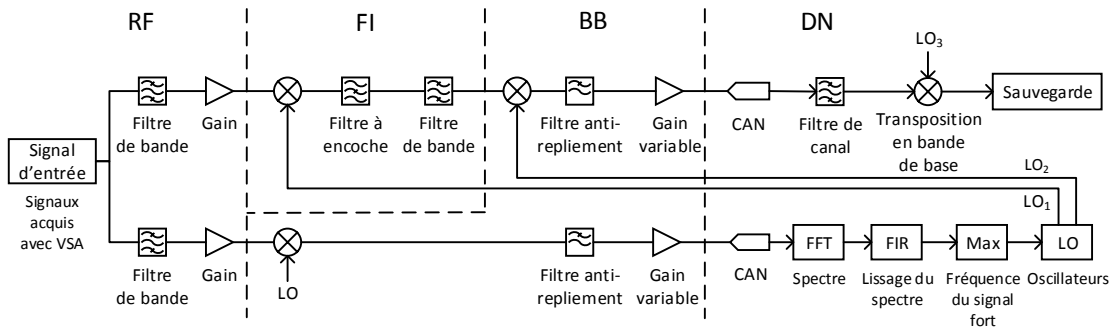 RF
FI
BB
DN
LO3
Filtre
de bande
Gain
Filtre à
encoche
Filtre
de bande
Filtre anti-
repliement
Gain
variable
CAN
Filtre de
canal
Transposition
en bande
de base
Sauvegarde
Signal
d'entrée
Signaux
acquis
avec VSA
LO2
LO1
Filtre
de bande
Gain
LO
Filtre anti-
repliement
Gain
variable
CAN
FFT
Spectre
FIR
Lissage du
spectre
Max
Fréquence
du signal
fort
LO
Oscillateurs